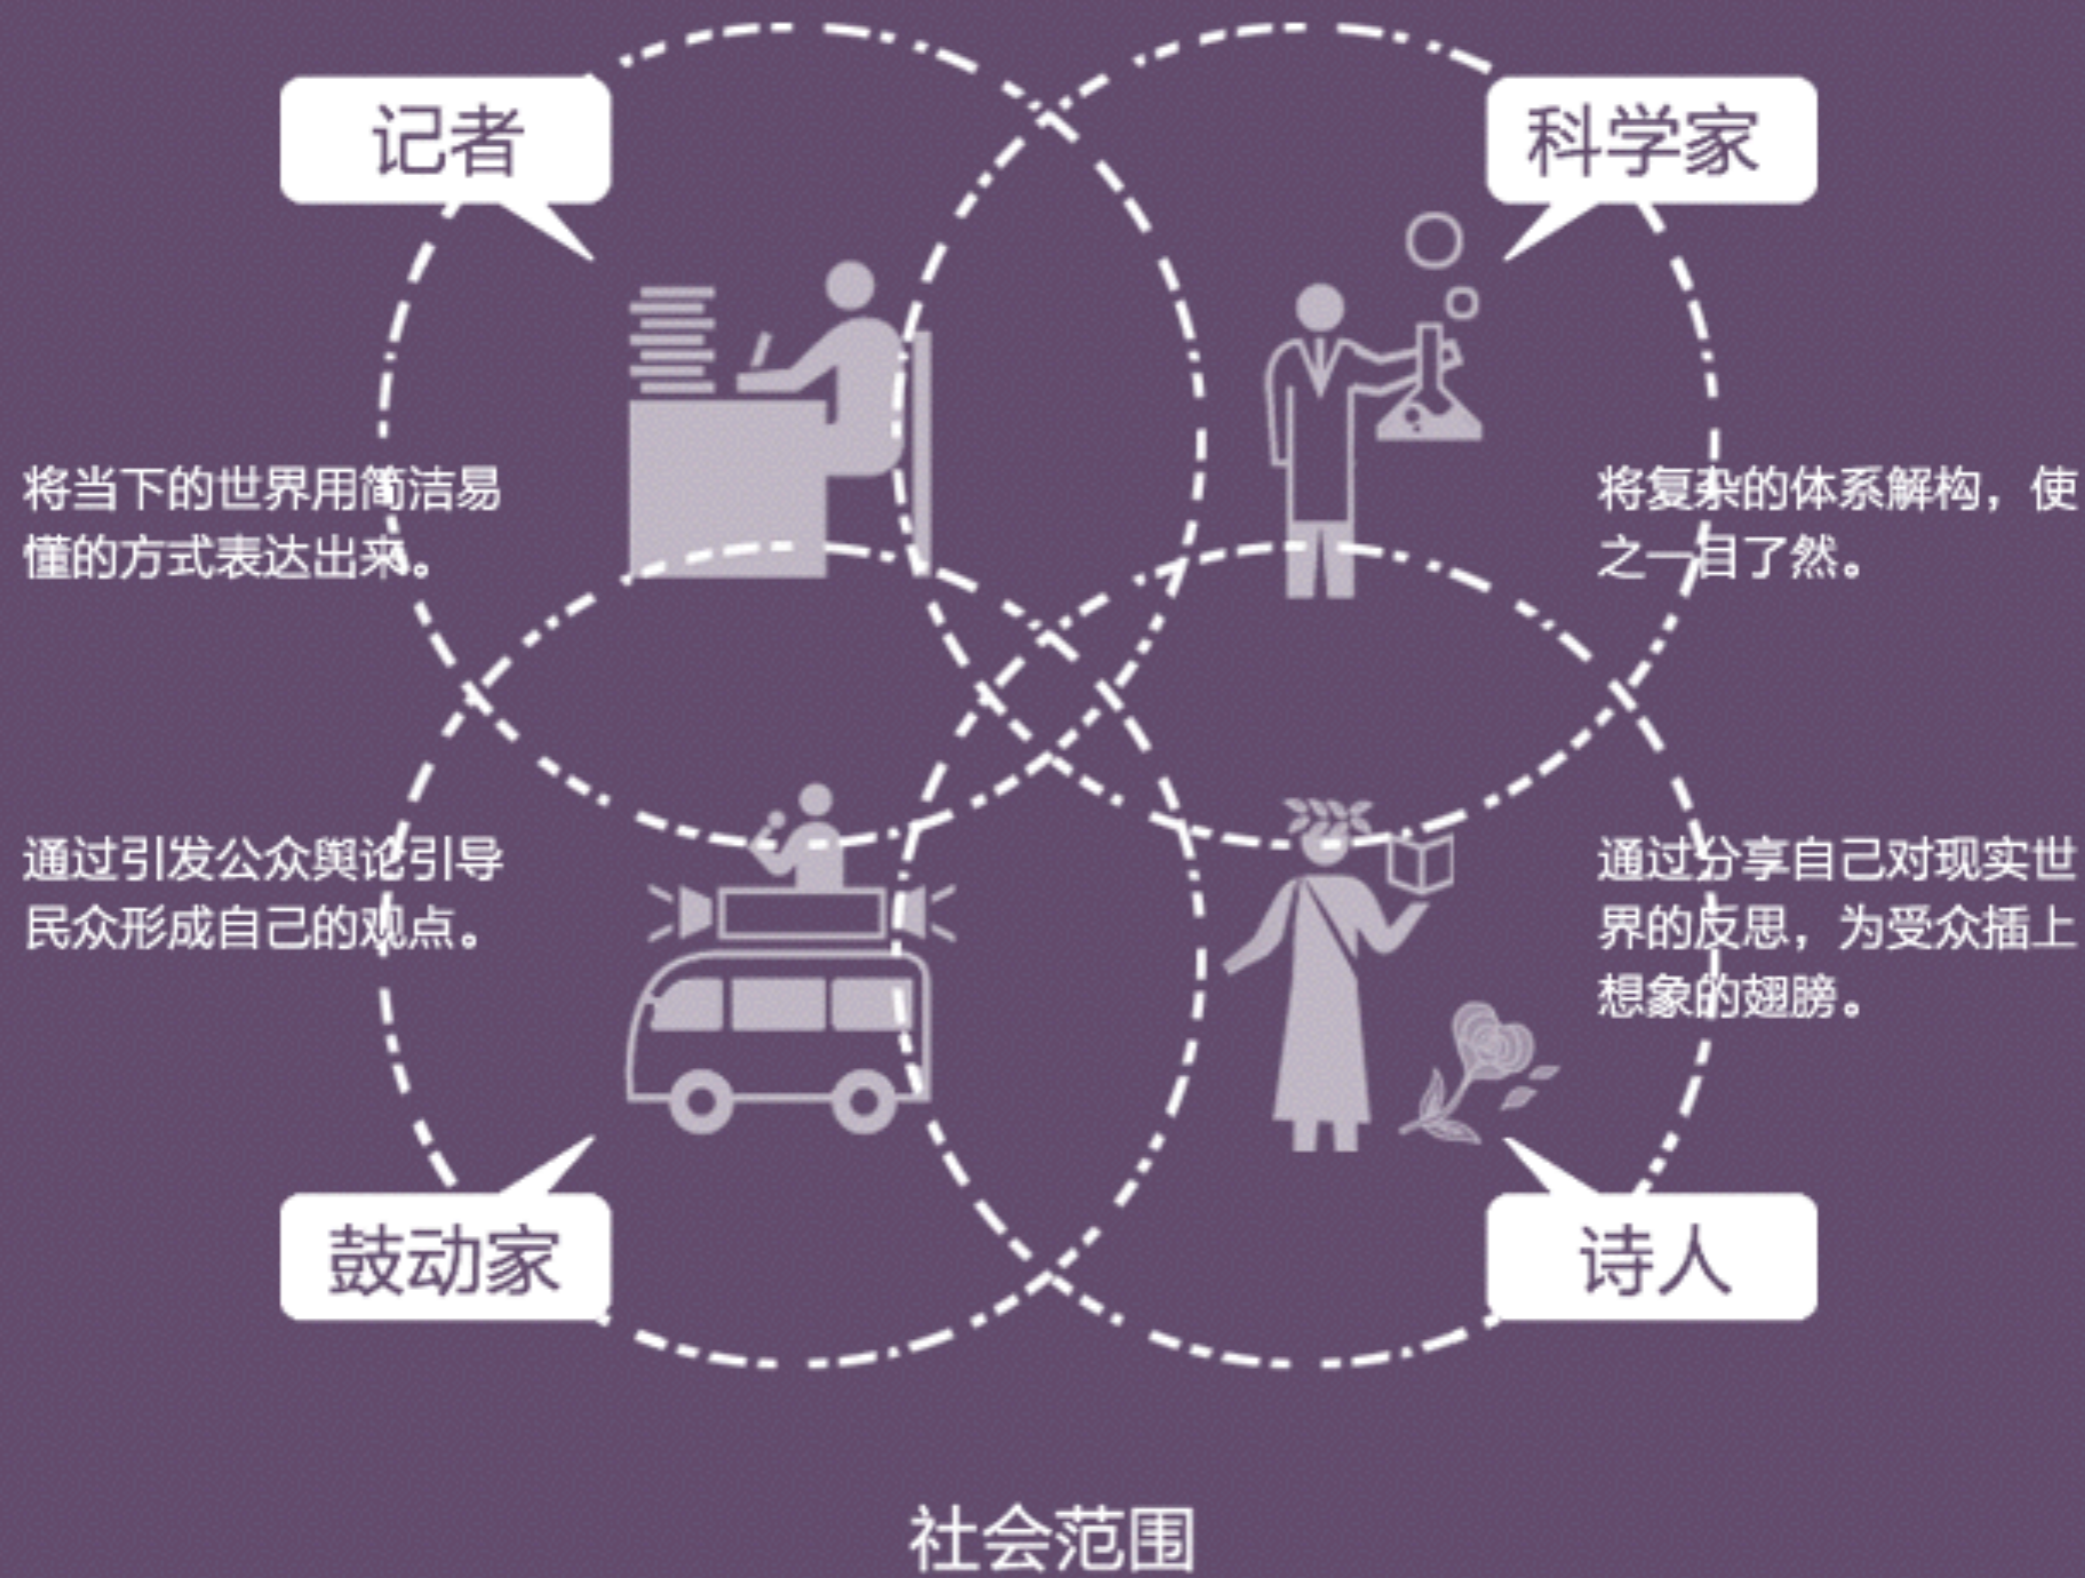 记者
科学家
将当下的世界用简洁易
懂的方式表达出来。
将复杂的体系解构，使
之一目了然。
通过引发公众舆论引导
民众形成自己的观点。
通过分享自己对现实世
界的反思，为受众插上
想象的翅膀。
鼓动家
诗人
社会范围